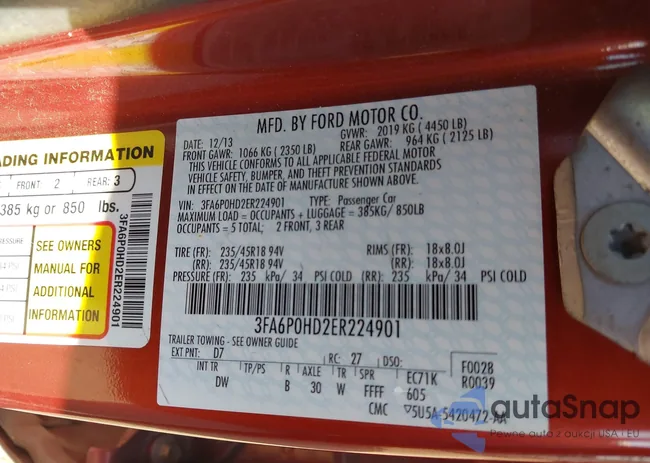 MFD. BY FORD MOTOR CO.
DATE: 12/13 GVWR: 2019 KG ( 4450 LB)
FRONT GAWR: 1066 KG ( 2350 LB) REAR GAWR: 964 KG ( 2125 LB)
THIS VEHICLE CONFORMS TO ALL APPLICABLE FEDERAL MOTOR
VEHICLE SAFETY, BUMPER, AND THEFT PREVENTION STANDARDS
IN EFFECT ON THE DATE OF MANUFACTURE SHOWN ABOVE.
VIN: 3FA6P0HD2ER224901 TYPE: Passenger Car
MAXIMUM LOAD = OCCUPANTS + LUGGAGE = 385KG/ 850LB
OCCUPANTS = 5 TOTAL: 2 FRONT, 3 REAR
TIRE (FR): 235/45R18 94V RIMS (FR): 18x8.0J
(RR): 235/45R18 94V (RR): 18x8.0J
PRESSURE (FR): 235 kPa/ 34 PSI COLD (RR): 235 kPa/ 34 PSI COLD
3FA6P0HD2ER224901
TRAILER TOWING - SEE OWNER GUIDE
EXT PNT: D7 RC: 27 DSO: F0028
INT TR TP/PS R AXLE TR SPR EC71K R0039
DW B 30 W FFFF 605
CMC 5U5A-5420472-AA
ADING INFORMATION
FRONT 2 REAR: 3
385 kg or 850 lbs.
SEE OWNERS
MANUAL FOR
ADDITIONAL
INFORMATION
3FA6P0HD2ER224901
autoSnap
Pewne auta z aukcji USA i EU